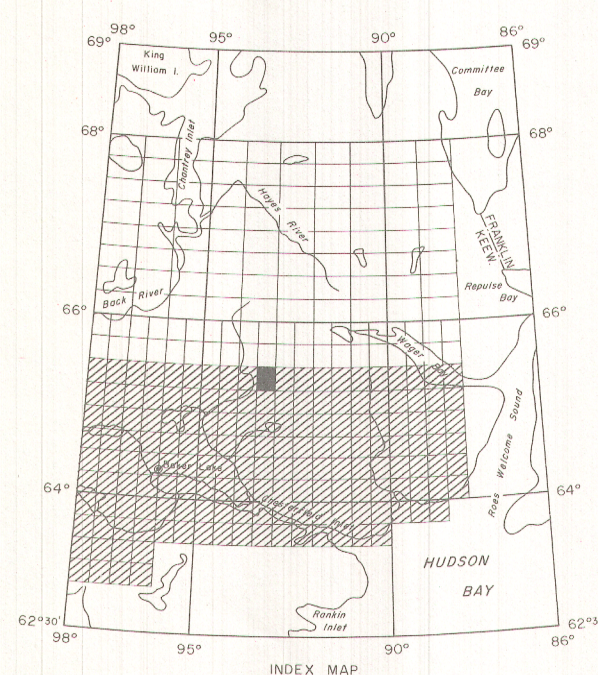 98°
95°
90°
86°
69°
69°
King
William I.
Committee
Bay
68°
68°
Chantrey Inlet
Hayes River
FRANKLIN
KEEW.
Back River
Repulse
Bay
66°
66°
Wager Bay
Roes Welcome Sound
Baker Lake
64°
64°
Chesterfield Inlet
HUDSON
BAY
Rankin
Inlet
62°30'
62°3
98°
95°
90°
86°
INDEX MAP